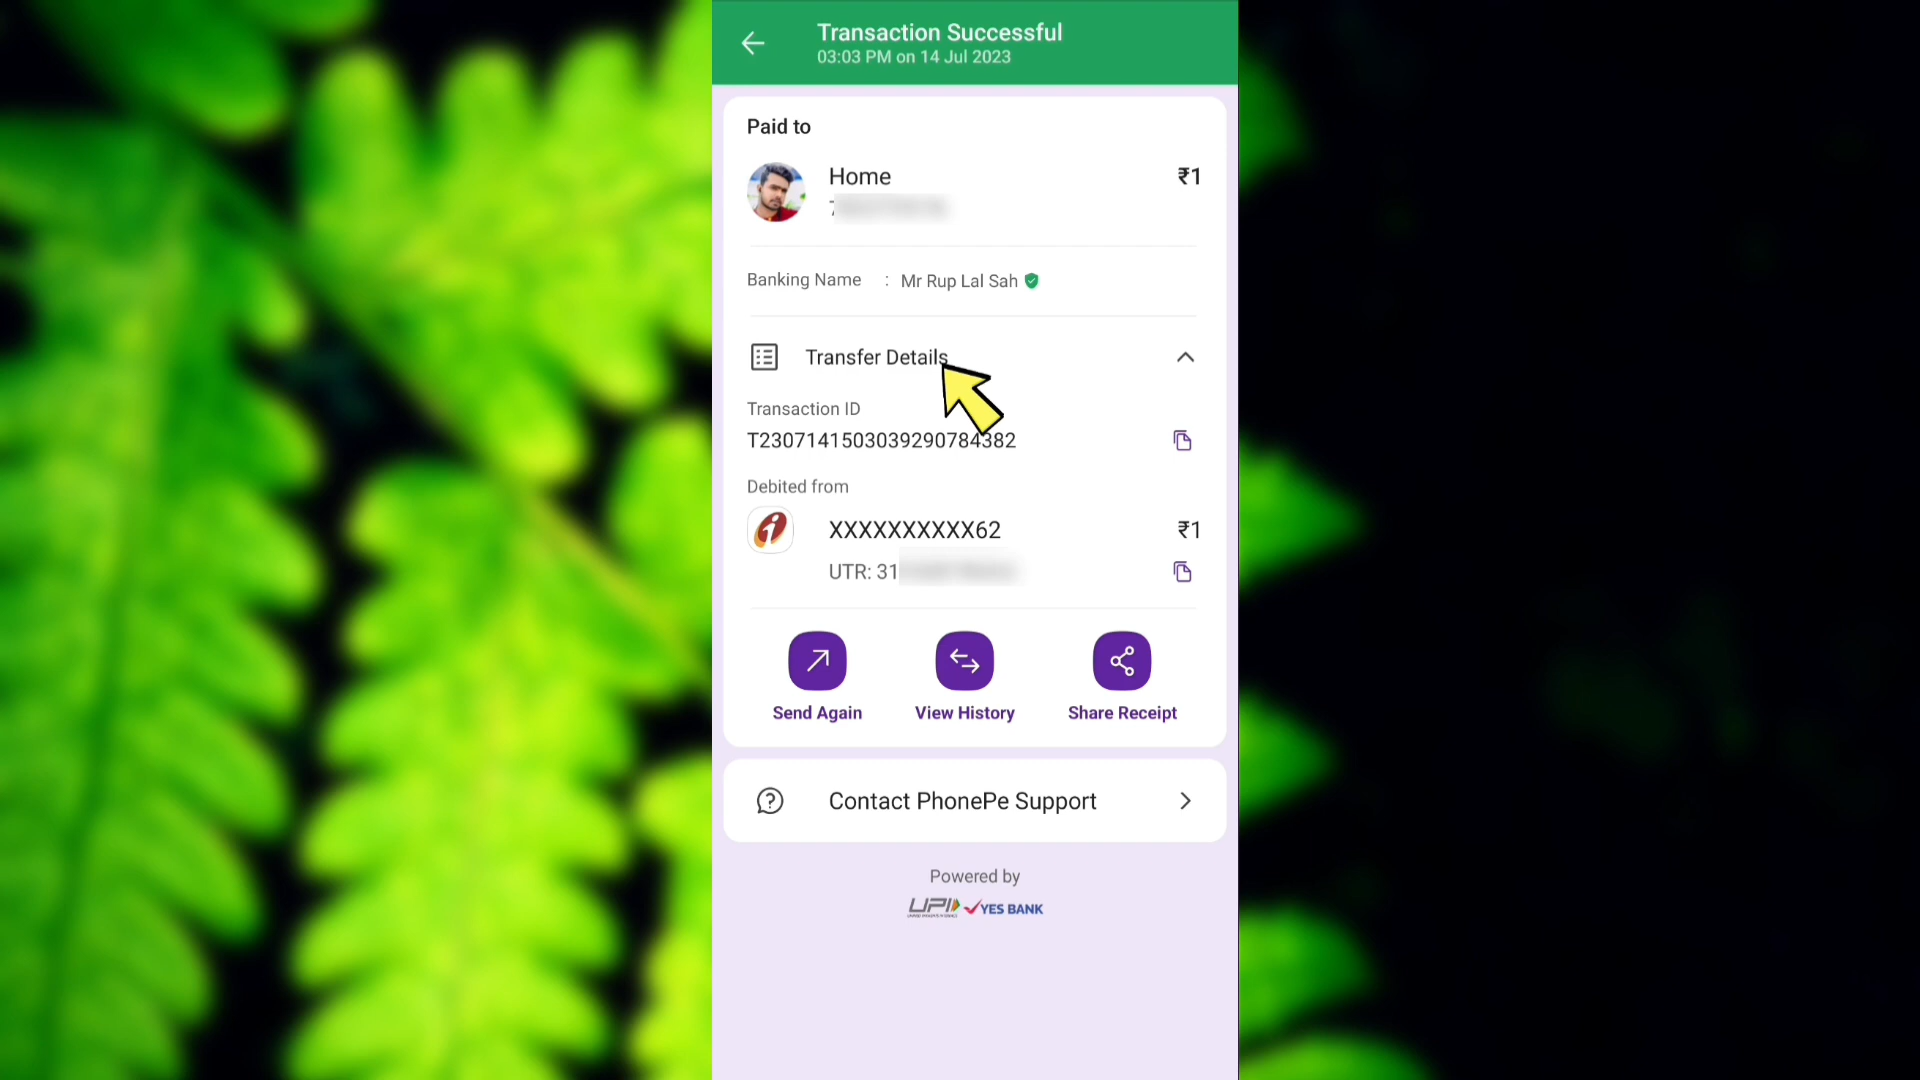 Transaction Successful
03:03 PM on 14 Jul 2023
Paid to
Home ₹1
7
Banking Name : Mr Rup Lal Sah
Transfer Details
Transaction ID
T2307141503039290784382
Debited from
XXXXXXXXXX62 ₹1
UTR: 31
Send Again View History Share Receipt
Contact PhonePe Support
Powered by
UPI YES BANK